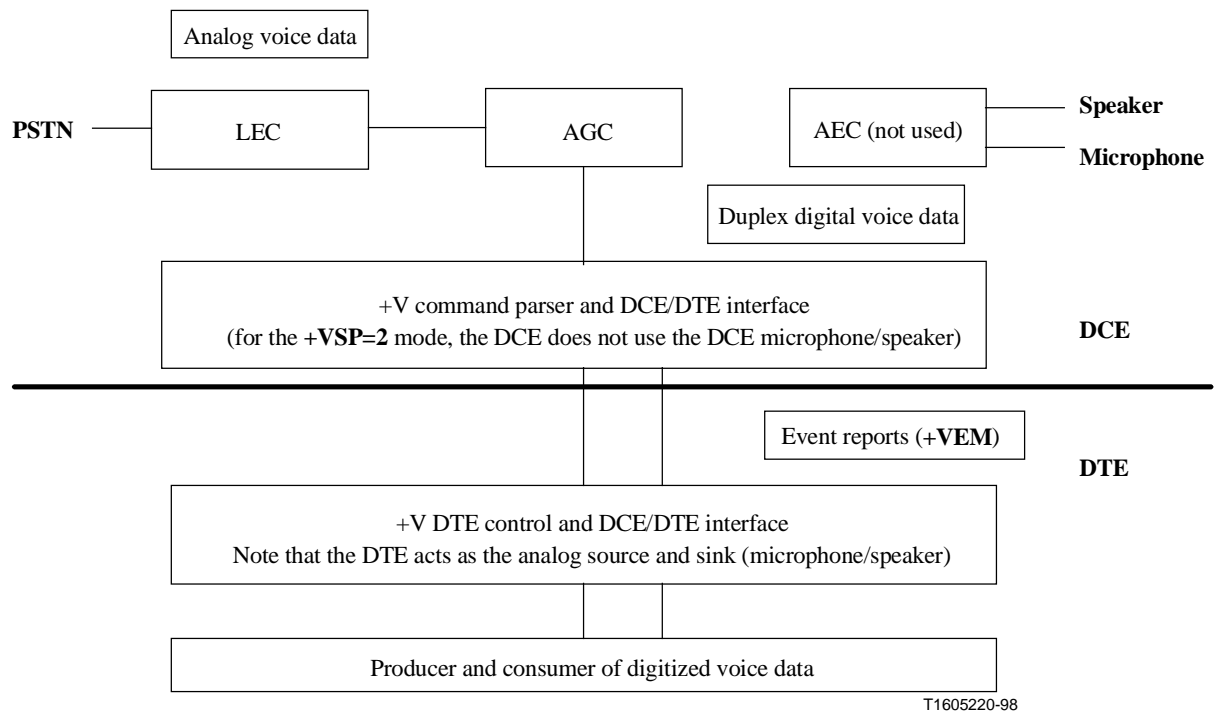 Analog voice data
PSTN
LEC
AGC
AEC (not used)
Speaker
Microphone
Duplex digital voice data
+V command parser and DCE/DTE interface
(for the +VSP=2 mode, the DCE does not use the DCE microphone/speaker)
DCE
Event reports (+VEM)
DTE
+V DTE control and DCE/DTE interface
Note that the DTE acts as the analog source and sink (microphone/speaker)
Producer and consumer of digitized voice data
T1605220-98